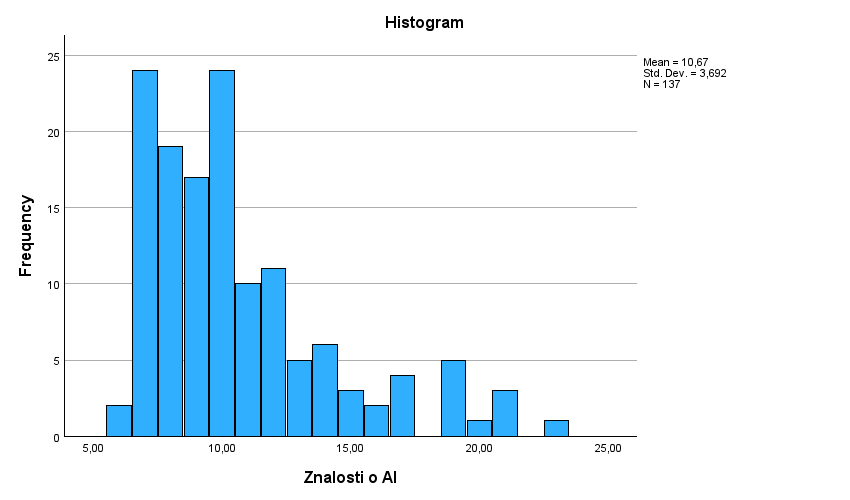 Histogram
Mean = 10,67
Std. Dev. = 3,692
N = 137
25
20
15
10
5
0
Frequency
5,00 10,00 15,00 20,00 25,00
Znalosti o AI